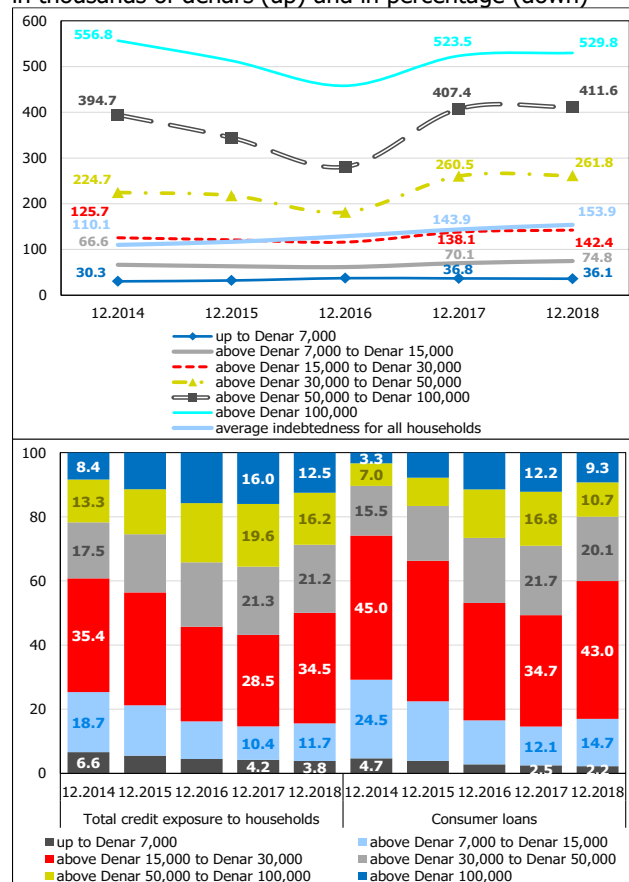 in thousands of denars (up) and in percentage (down)
600
500
400
300
200
100
0
556.8
523.5
529.8
394.7
407.4
411.6
224.7
260.5
261.8
125.7
138.1
142.4
110.1
143.9
153.9
66.6
70.1
74.8
30.3
36.8
36.1
12.2014 12.2015 12.2016 12.2017 12.2018
up to Denar 7,000
above Denar 7,000 to Denar 15,000
above Denar 15,000 to Denar 30,000
above Denar 30,000 to Denar 50,000
above Denar 50,000 to Denar 100,000
above Denar 100,000
average indebtedness for all households
100
80
60
40
20
0
8.4 16.0 12.5 3.3 12.2 9.3
13.3 19.6 16.2 7.0 16.8 10.7
17.5 21.3 21.2 15.5 21.7 20.1
35.4 28.5 34.5 45.0 34.7 43.0
18.7 10.4 11.7 24.5 12.1 14.7
6.6 4.2 3.8 4.7 2.5 2.2
12.2014 12.2015 12.2016 12.2017 12.2018 12.2014 12.2015 12.2016 12.2017 12.2018
Total credit exposure to households Consumer loans
up to Denar 7,000 above Denar 7,000 to Denar 15,000
above Denar 15,000 to Denar 30,000 above Denar 30,000 to Denar 50,000
above Denar 50,000 to Denar 100,000 above Denar 100,000